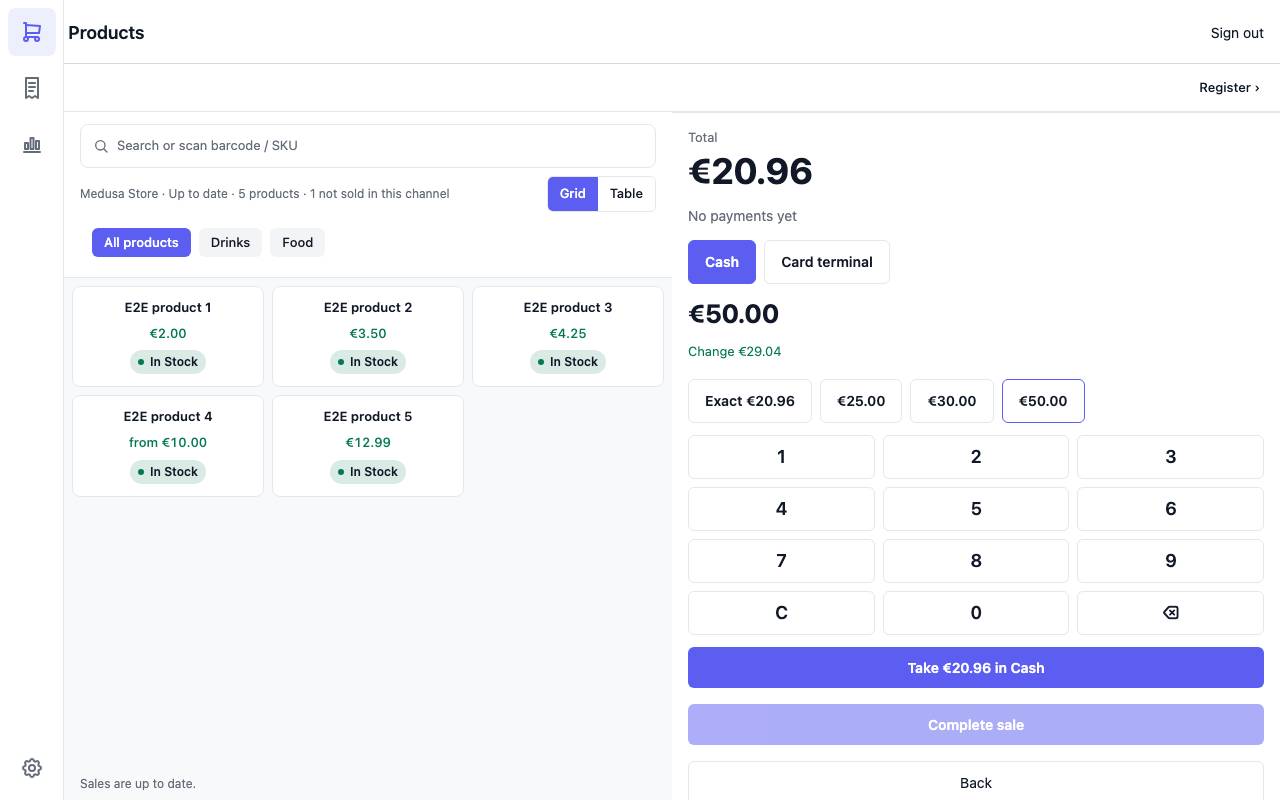 Products
Sign out
Register ›
Search or scan barcode / SKU
Medusa Store · Up to date · 5 products · 1 not sold in this channel
Grid
Table
All products
Drinks
Food
E2E product 1
€2.00
In Stock
E2E product 2
€3.50
In Stock
E2E product 3
€4.25
In Stock
E2E product 4
from €10.00
In Stock
E2E product 5
€12.99
In Stock
Sales are up to date.
Total
€20.96
No payments yet
Cash
Card terminal
€50.00
Change €29.04
Exact €20.96
€25.00
€30.00
€50.00
1
2
3
4
5
6
7
8
9
C
0
Take €20.96 in Cash
Complete sale
Back